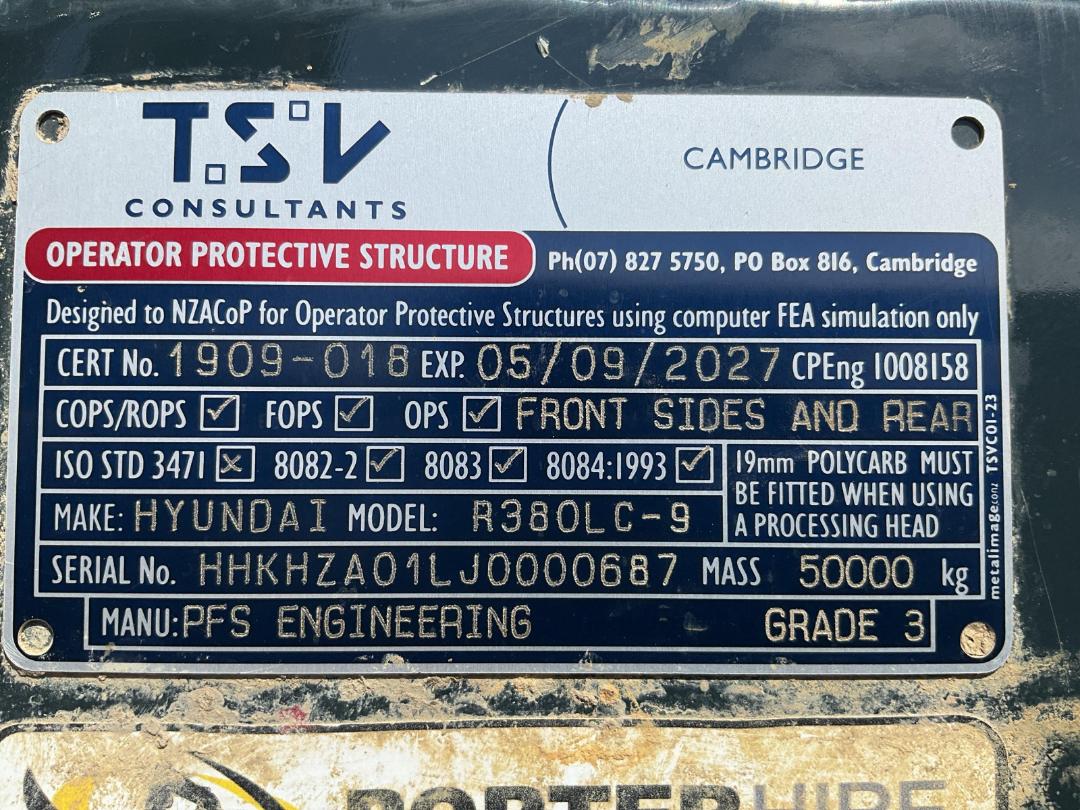 T.S.V
CONSULTANTS
CAMBRIDGE
OPERATOR PROTECTIVE STRUCTURE
Ph(07) 827 5750, PO Box 816, Cambridge
Designed to NZACoP for Operator Protective Structures using computer FEA simulation only
CERT No. 1909-018 EXP. 05/09/2027 CPEng 1008158
COPS/ROPS ☑ FOPS ☑ OPS ☑ FRONT SIDES AND REAR
ISO STD 3471 ☒ 8082-2 ☑ 8083 ☑ 8084:1993 ☑
19mm POLYCARB MUST
BE FITTED WHEN USING
A PROCESSING HEAD
MAKE: HYUNDAI MODEL: R380LC-9
SERIAL No. HHKHZA01LJ0000687 MASS 50000 kg
MANU: PFS ENGINEERING GRADE 3
metalimage.co.nz TSVC01-23
PORTERHIRE